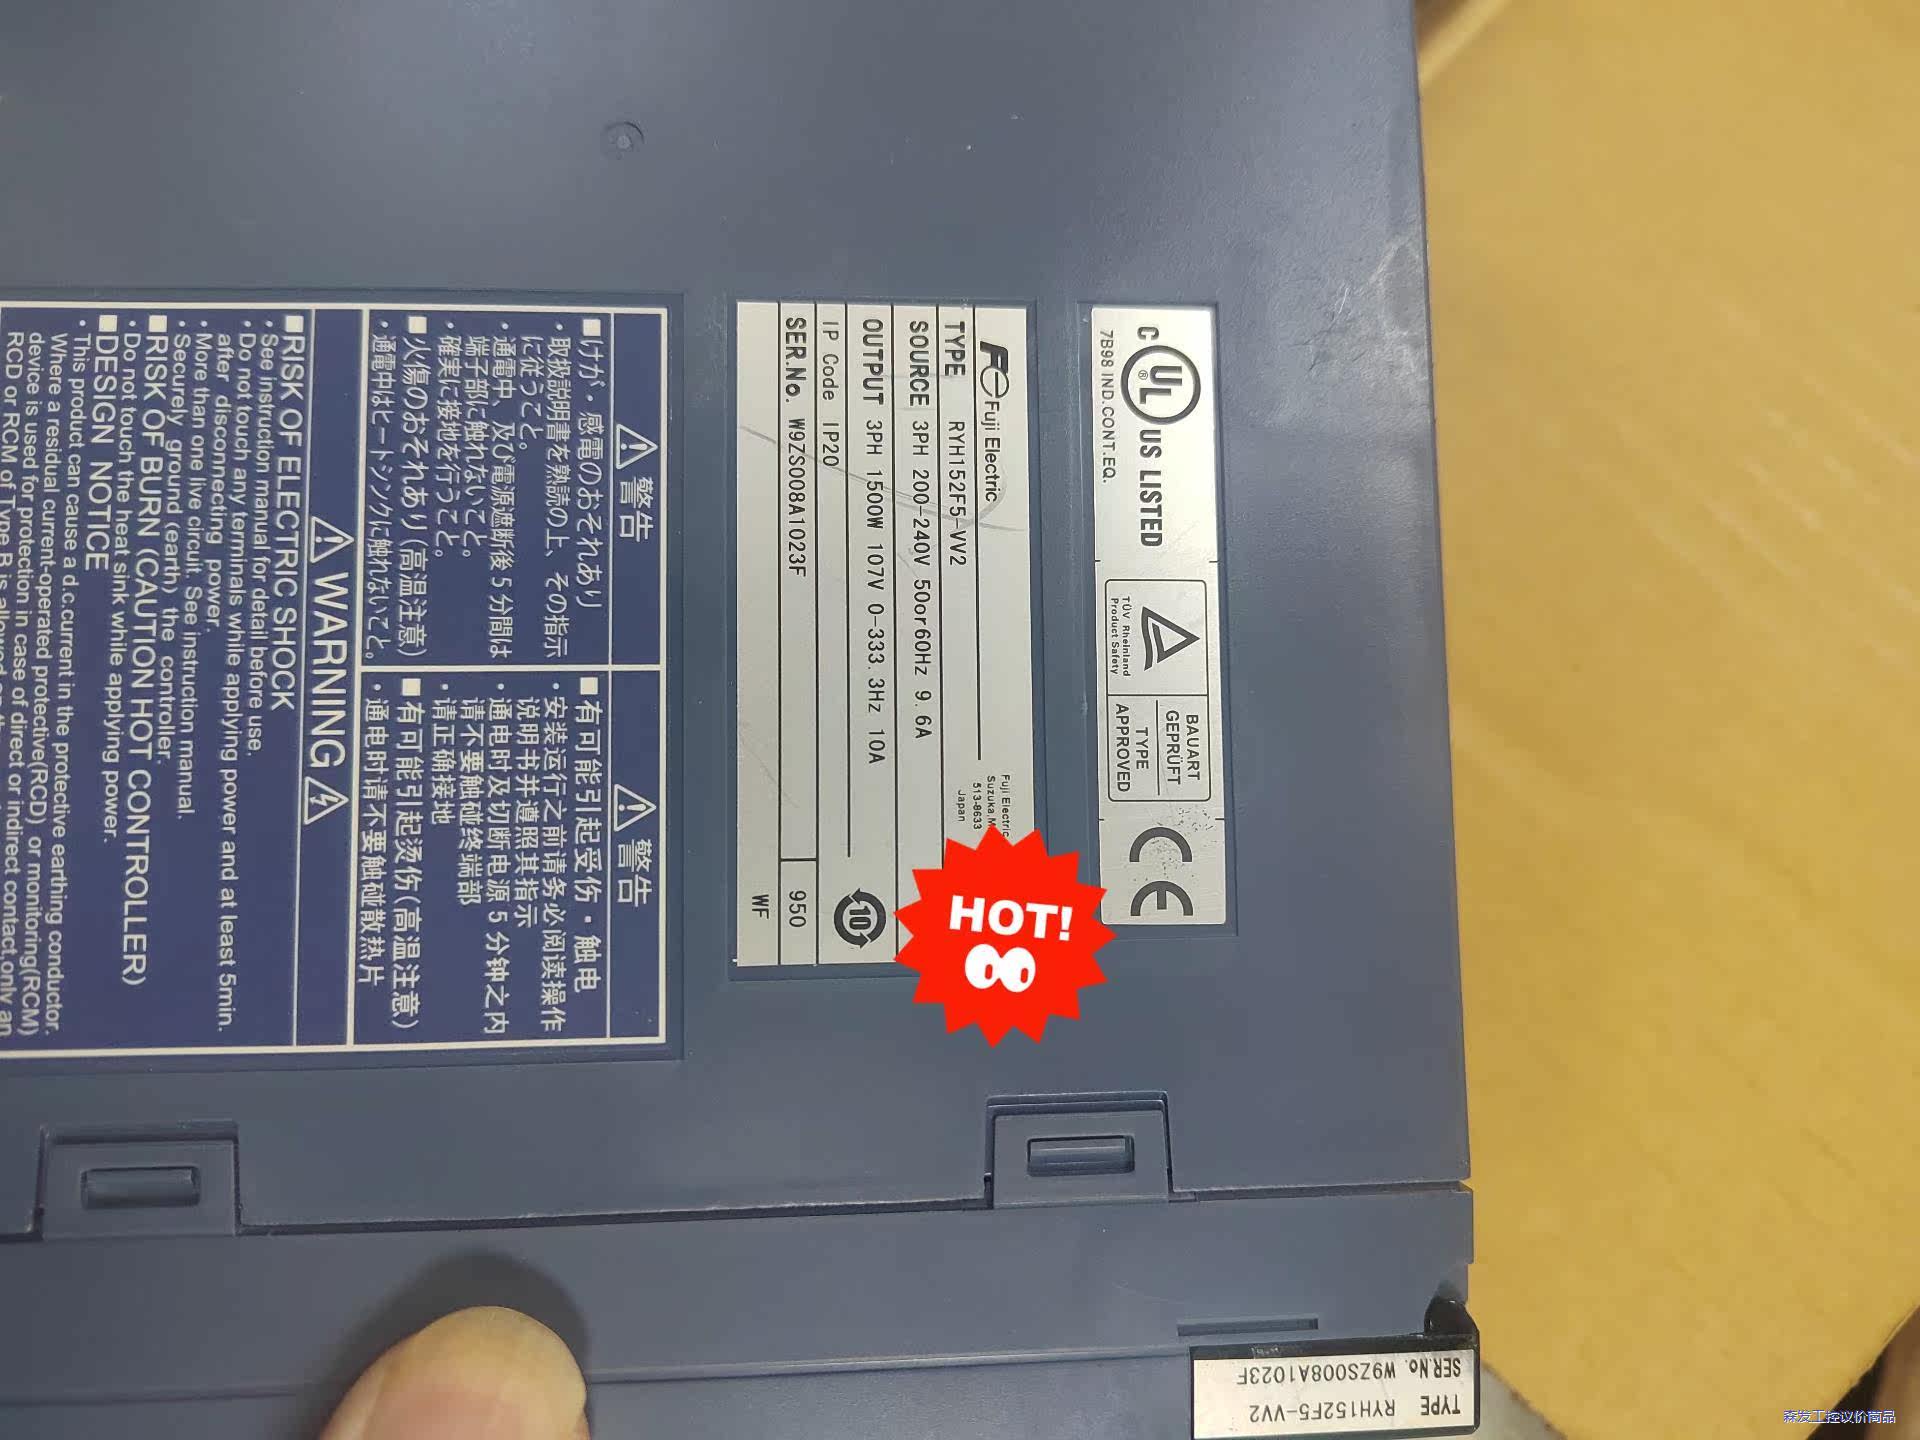 C UL US LISTED
®
7B98 IND.CONT.EQ.
TÜV Rheinland
Product Safety
BAUART
GEPRÜFT
TYPE
APPROVED
CE
Fe Fuji Electric
Fuji Electric
Suzuka,M
513-8633
Japan
TYPE RYH152F5-VV2
SOURCE 3PH 200-240V 50or60Hz 9.6A
OUTPUT 3PH 1500W 107V 0-333.3Hz 10A
IP Code IP20
10
SER.No. W9ZS008A1023F
950
WF
HOT!
8
警告
■けが・感電のおそれあり
・取扱説明書を熟読の上、その指示
に従うこと。
・通電中、及び電源遮断後5分間は
端子部に触れないこと。
・確実に接地を行うこと。
■火傷のおそれあり(高温注意)
・通電中はヒートシンクに触れないこと。
警告
■有可能引起受伤・触电
・安装运行之前请务必阅读操作
说明书并遵照其指示
・通电时及切断电源5分钟之内
请不要触碰终端部
・请正确接地
■有可能引起烫伤(高温注意)
・通电时请不要触碰散热片
WARNING
■RISK OF ELECTRIC SHOCK
・See instruction manual for detail before use.
・Do not touch any terminals while applying power and at least 5min.
after disconnecting power.
・More than one live circuit. See instruction manual.
・Securely ground (earth) the controller.
■RISK OF BURN (CAUTION HOT CONTROLLER)
・Do not touch the heat sink while applying power.
■DESIGN NOTICE
・This product can cause a d.c.current in the protective earthing conductor.
Where a residual current-operated protective(RCD) or monitoring(RCM)
device is used for protection in case of direct or indirect contact,only an
RCD or RCM of Type B is allowed on
TYPE RYH152F5-VV2
SER.No. W9ZS008A1023F
森发工控议价商品